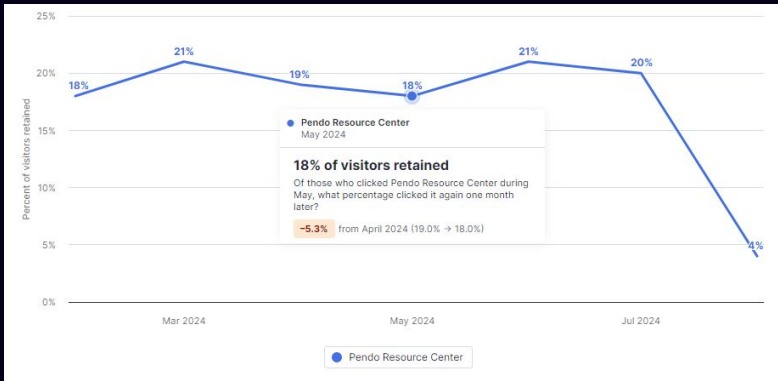 25%
20%
15%
10%
5%
0%
Percent of visitors retained
18%
21%
19%
18%
21%
20%
4%
Pendo Resource Center
May 2024
18% of visitors retained
Of those who clicked Pendo Resource Center during
May, what percentage clicked it again one month
later?
−5.3% from April 2024 (19.0% → 18.0%)
Mar 2024
May 2024
Jul 2024
Pendo Resource Center